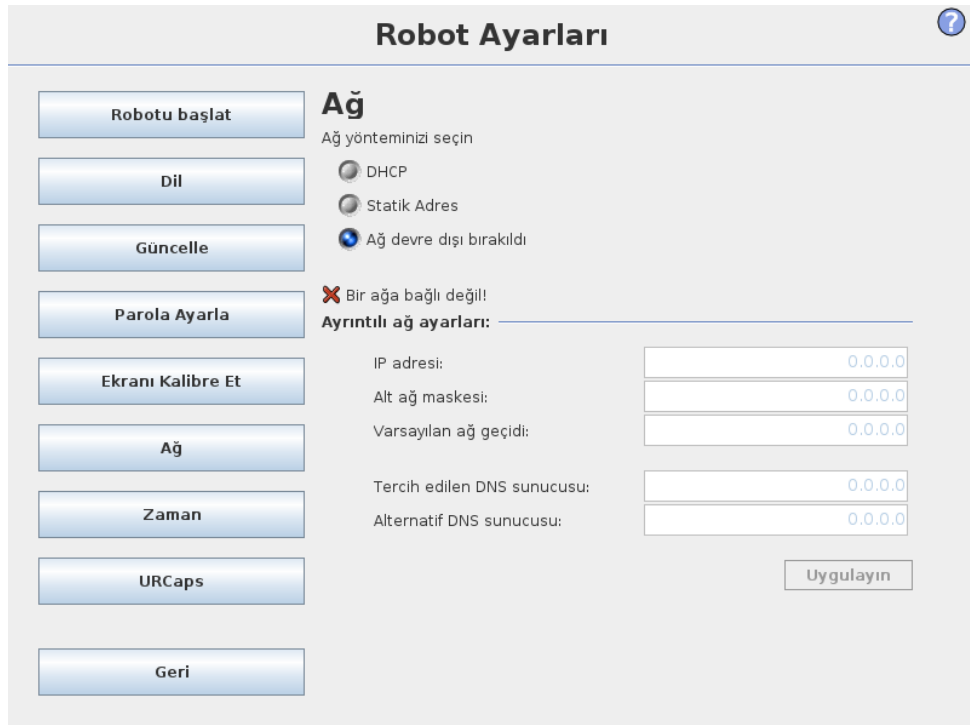 Robot Ayarları
?
Robotu başlat
Dil
Güncelle
Parola Ayarla
Ekranı Kalibre Et
Ağ
Zaman
URCaps
Geri
Ağ
Ağ yönteminizi seçin
DHCP
Statik Adres
Ağ devre dışı bırakıldı
Bir ağa bağlı değil!
Ayrıntılı ağ ayarları:
IP adresi: 0.0.0.0
Alt ağ maskesi: 0.0.0.0
Varsayılan ağ geçidi: 0.0.0.0
Tercih edilen DNS sunucusu: 0.0.0.0
Alternatif DNS sunucusu: 0.0.0.0
Uygulayın